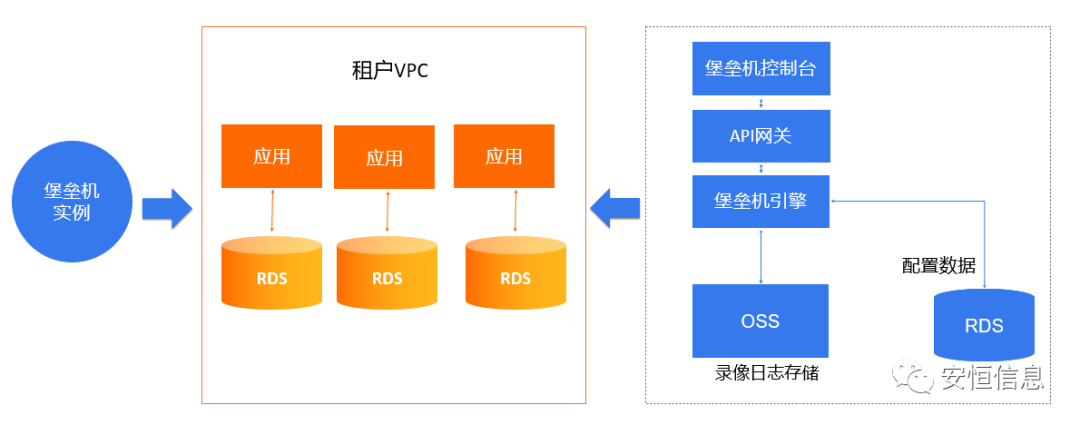 堡垒机
实例
租户VPC
应用
应用
应用
RDS
RDS
RDS
堡垒机控制台
API网关
堡垒机引擎
配置数据
OSS
RDS
录像日志存储
安恒信息